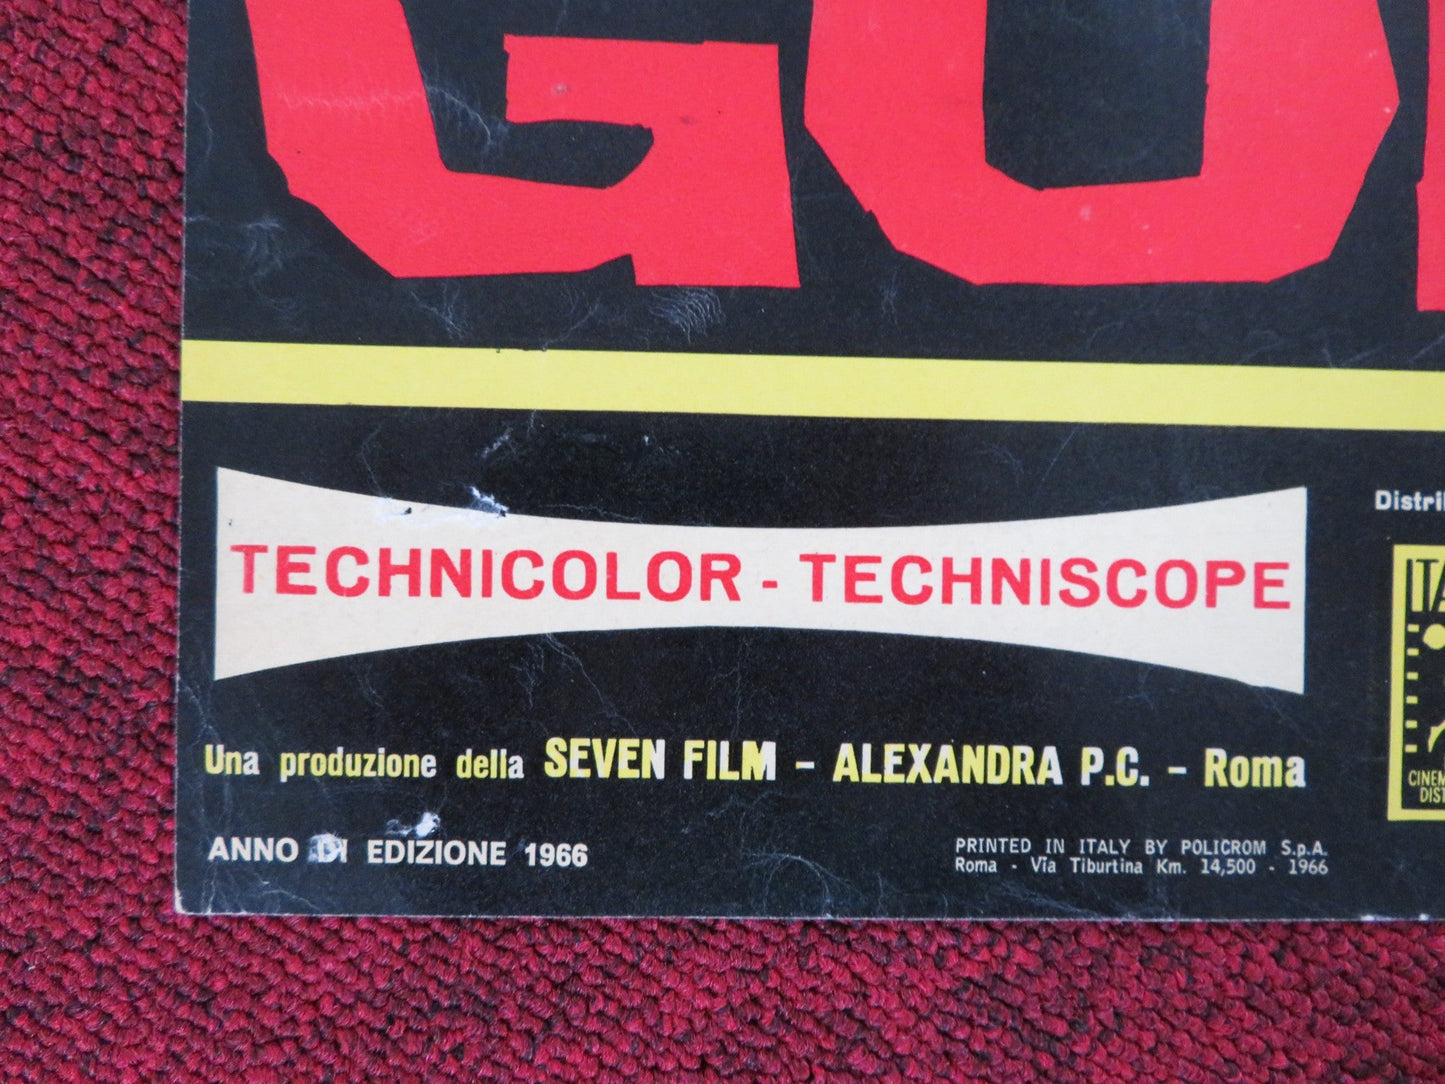 TECHNICOLOR - TECHNISCOPE
Una produzione della SEVEN FILM - ALEXANDRA P.C. - Roma
ANNO DI EDIZIONE 1966
PRINTED IN ITALY BY POLICROM S.p.A.
Roma - Via Tiburtina Km. 14,500 - 1966